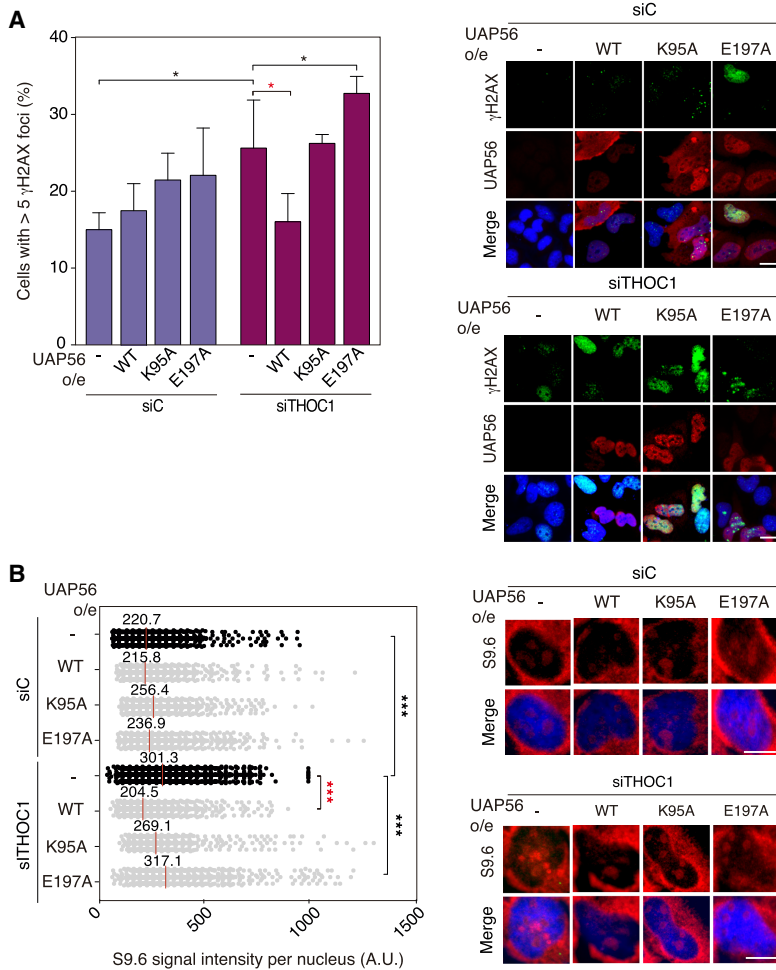 A
Cells with > 5 γH2AX foci (%)
40
30
20
10
0
*
*
*
UAP56
o/e
- WT K95A E197A - WT K95A E197A
siC siTHOC1
siC
UAP56
o/e
- WT K95A E197A
γH2AX
UAP56
Merge
siTHOC1
UAP56
o/e
- WT K95A E197A
γH2AX
UAP56
Merge
B
UAP56
o/e
siC
- 220.7
WT 215.8
K95A 256.4
E197A 236.9
siTHOC1
- 301.3
WT 204.5
K95A 269.1
E197A 317.1
***
***
***
0 500 1000 1500
S9.6 signal intensity per nucleus (A.U.)
siC
UAP56
o/e
- WT K95A E197A
S9.6
Merge
siTHOC1
UAP56
o/e
- WT K95A E197A
S9.6
Merge